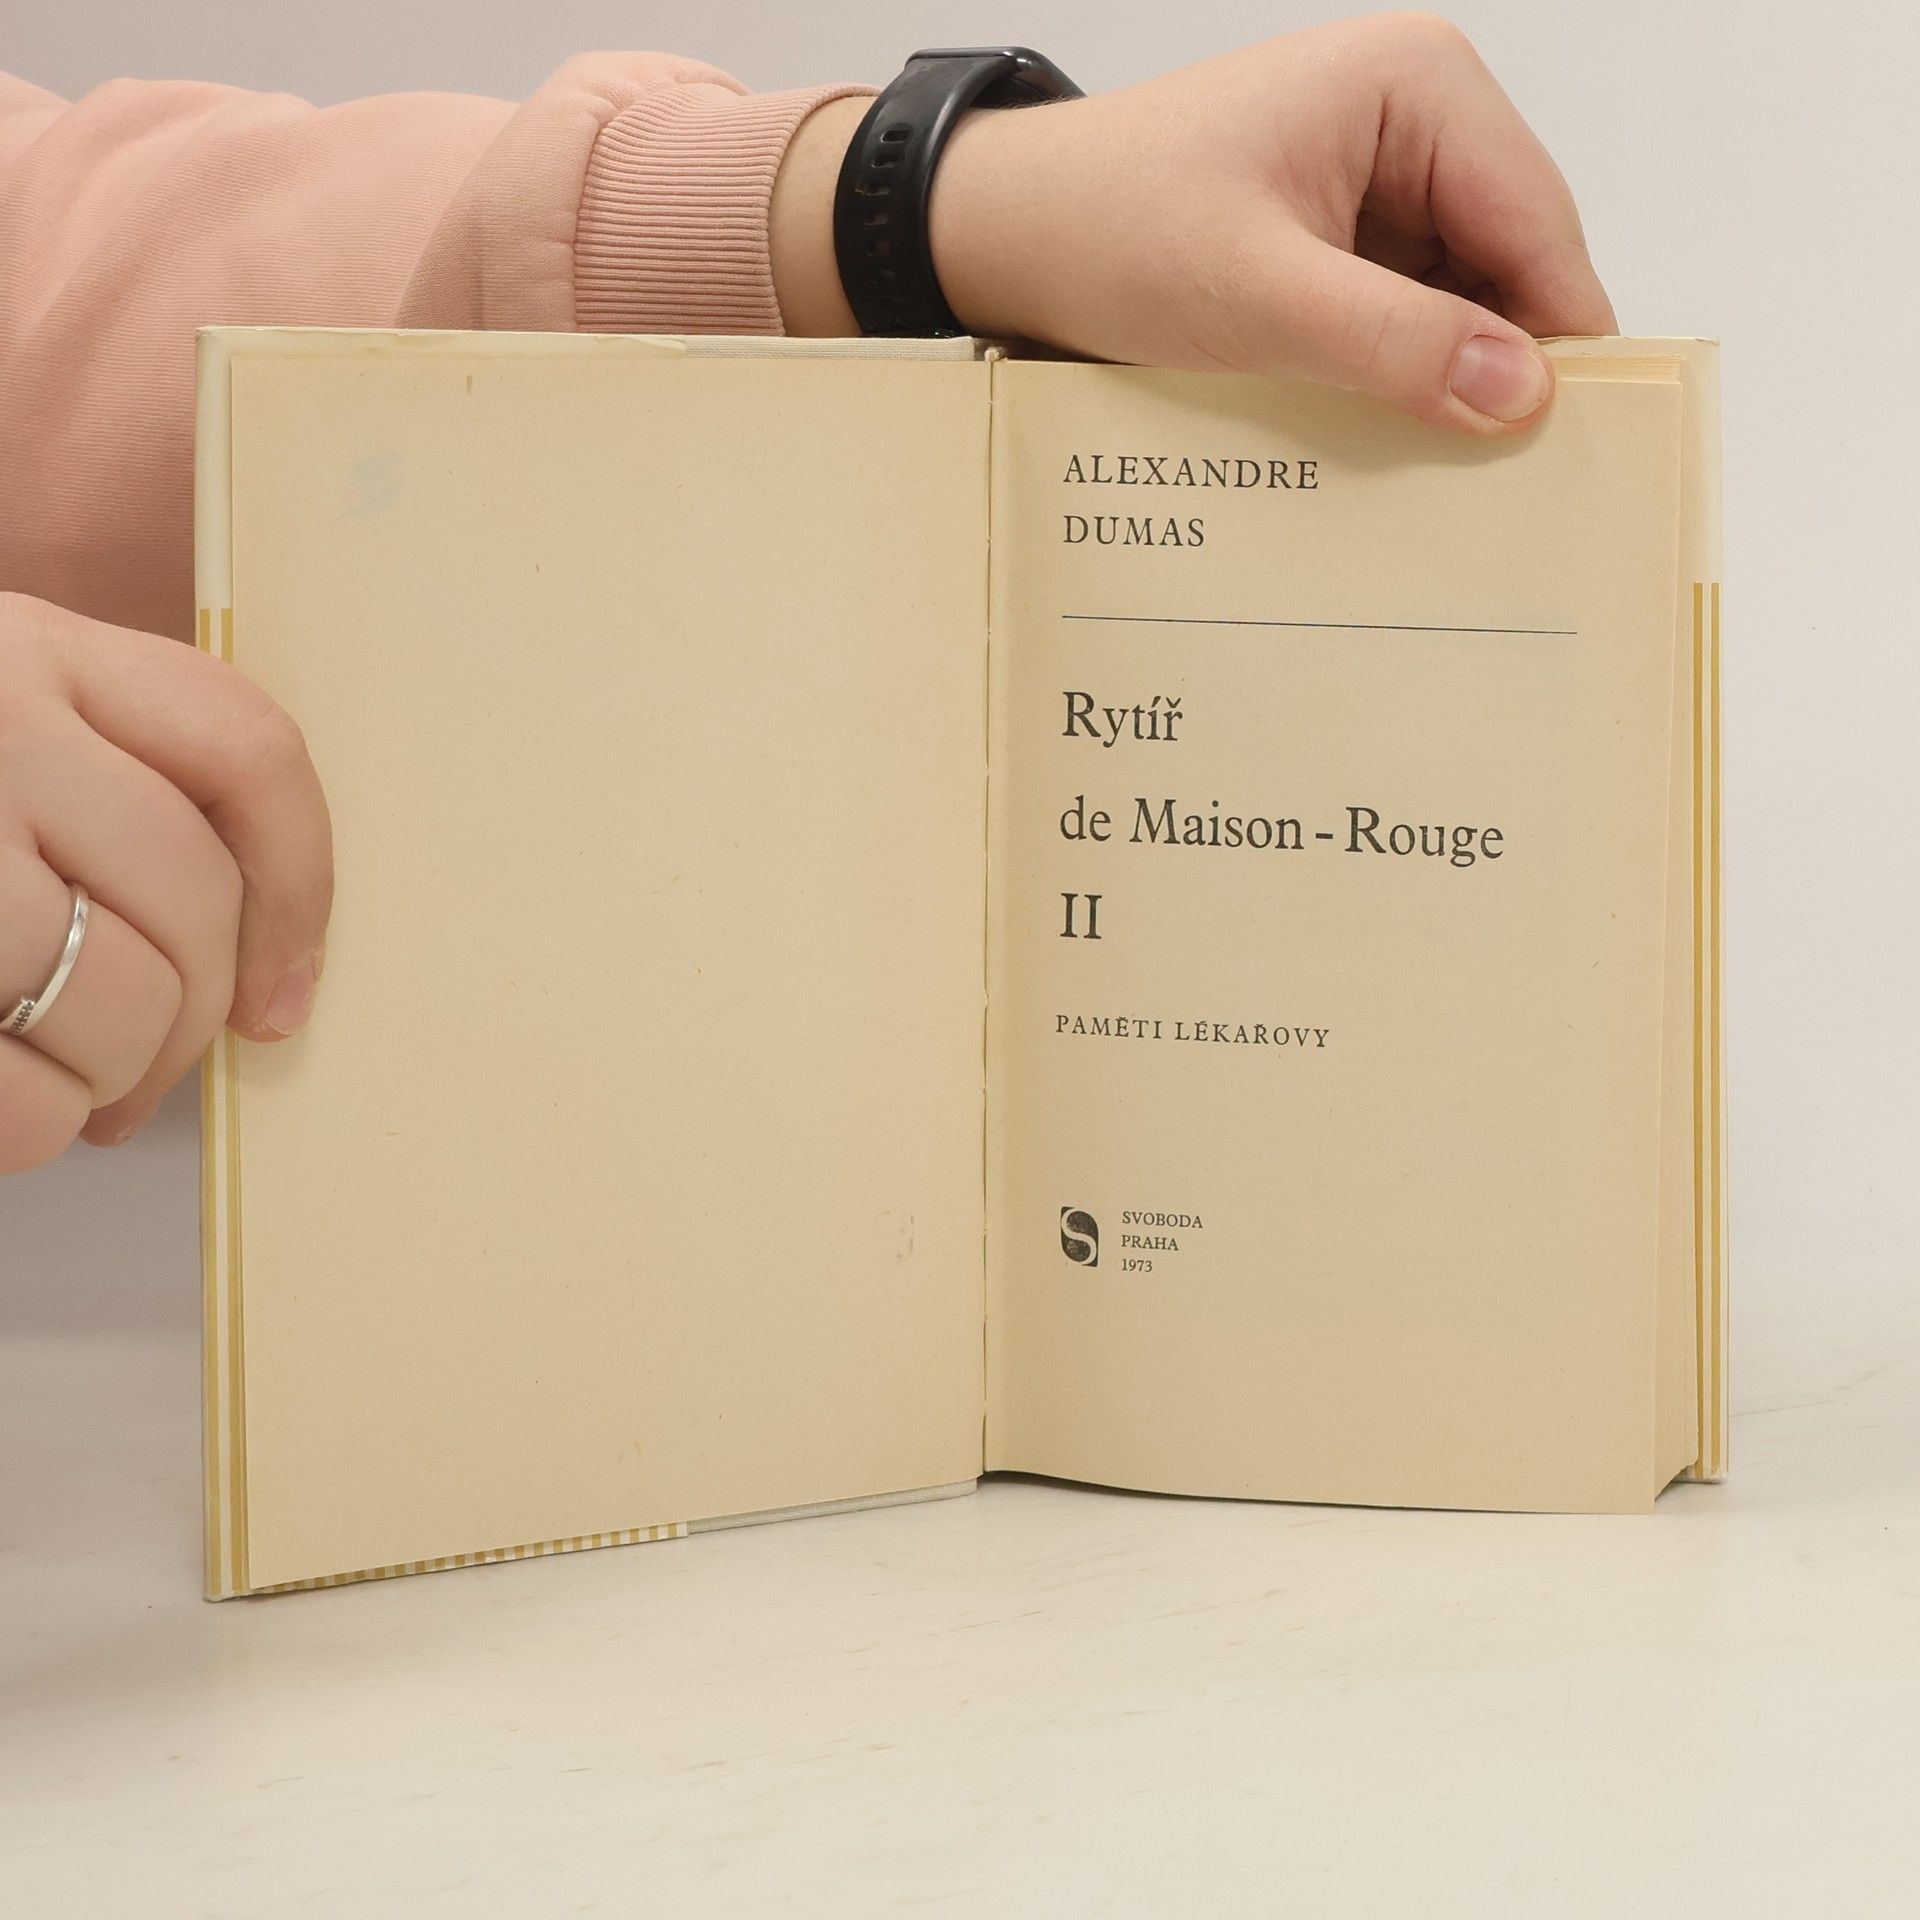 ALEXANDRE
DUMAS
Rytíř
de Maison-Rouge
II
PAMĚTI LÉKAŘOVY
SVOBODA
PRAHA
1973